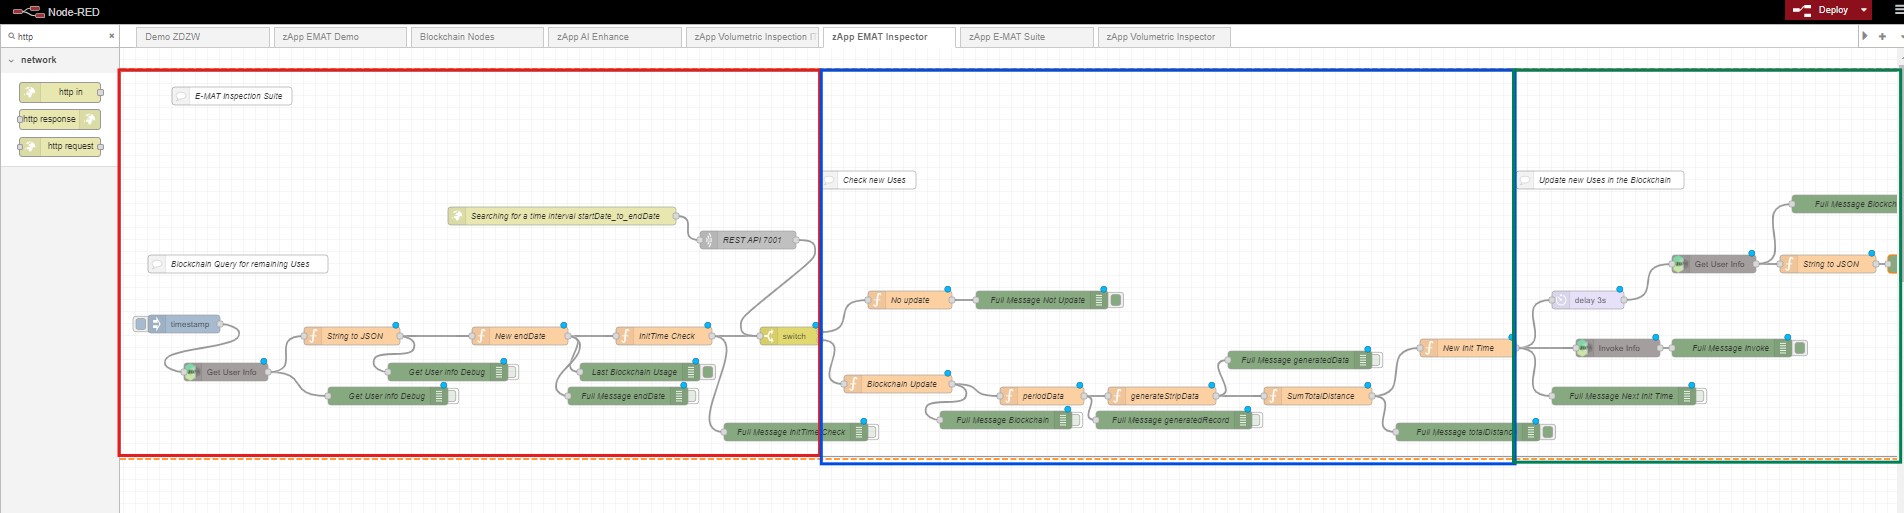 Node-RED
Deploy
http
Demo ZDZW
zApp EMAT Demo
Blockchain Nodes
zApp AI Enhance
zApp Volumetric Inspection
zApp EMAT Inspector
zApp E-MAT Suite
zApp Volumetric Inspector
network
http in
http response
http request
E-MAT Inspection Suite
Searching for a time interval startDate_to_endDate
REST API 7001
Blockchain Query for remaining Uses
timestamp
Get User Info
String to JSON
Get User info Debug
Get User info Debug
New endDate
Last Blockchain Usage
Full Message endDate
InitTime Check
switch
Full Message InitTime Check
Check new Uses
No update
Full Message Not Update
Blockchain Update
Full Message Blockchain
periodData
generateStripData
Full Message generatedRecord
Full Message generatedData
SumTotalDistance
New Init Time
Full Message totalDistanc
Update new Uses in the Blockchain
Full Message Blockch
Get User Info
String to JSON
delay 3s
Invoke Info
Full Message Invoke
Full Message Next Init Time